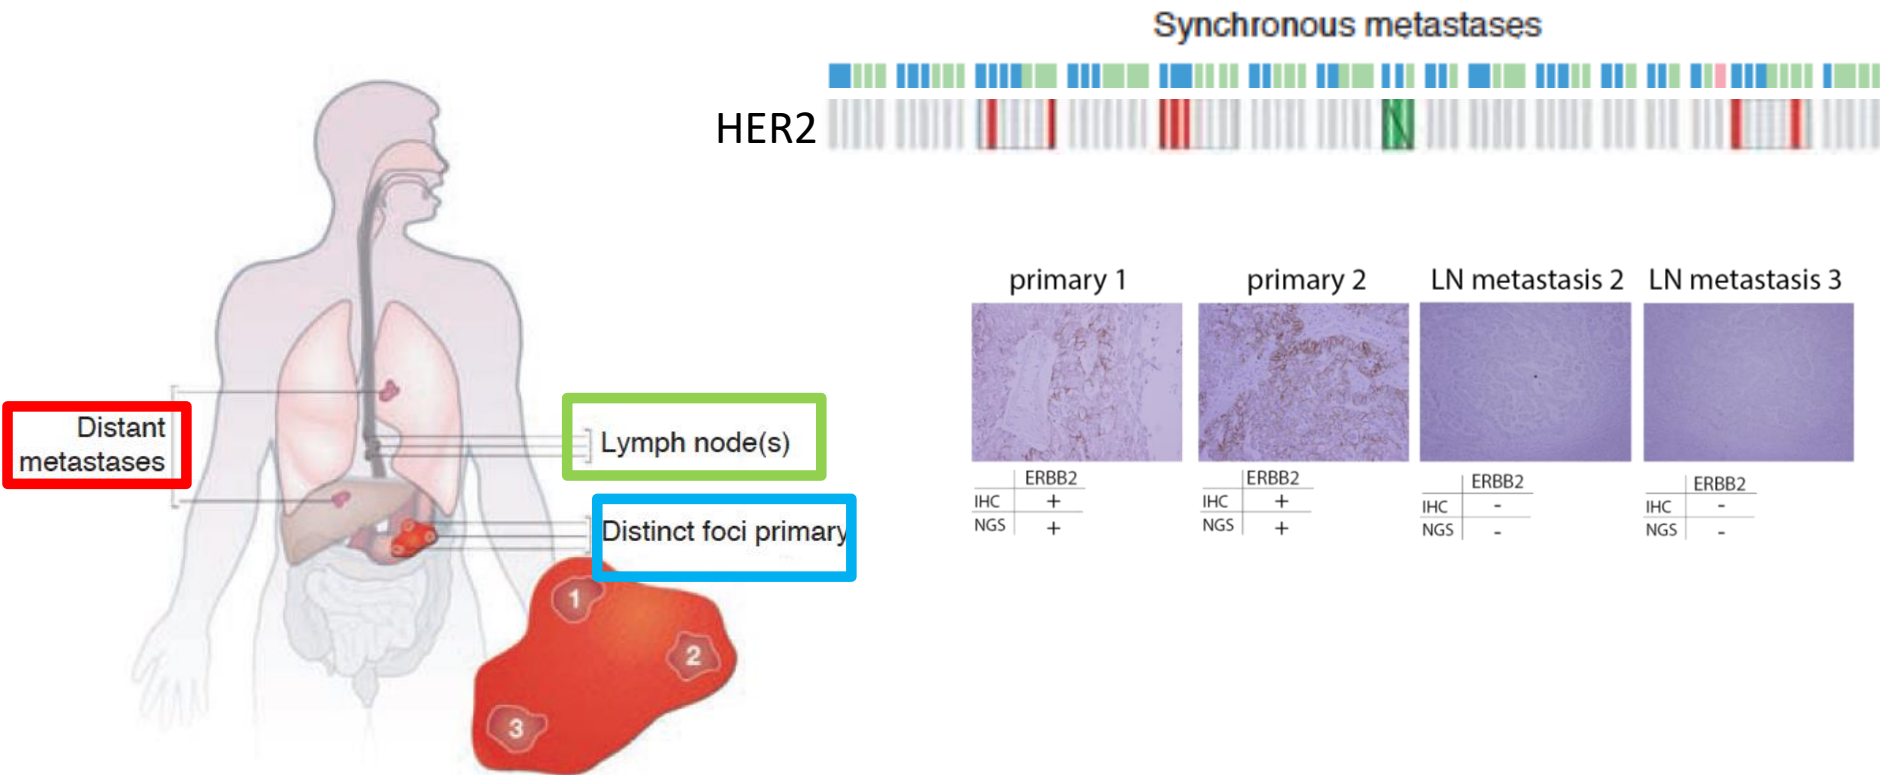 Synchronous metastases
HER2
Distant
metastases
Lymph node(s)
Distinct foci primary
1
2
3
primary 1
primary 2
LN metastasis 2
LN metastasis 3
ERBB2
IHC +
NGS +
ERBB2
IHC +
NGS +
ERBB2
IHC -
NGS -
ERBB2
IHC -
NGS -